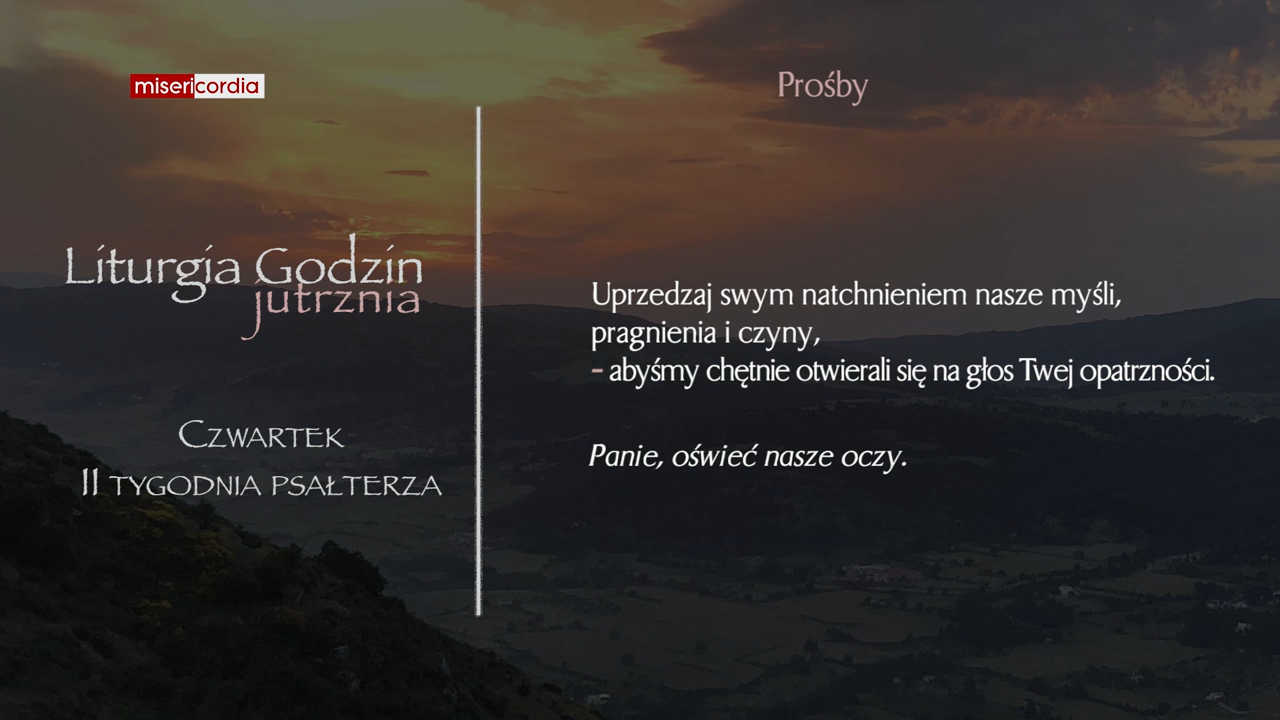 misericordia
Liturgia Godzin
jutrznia
Czwartek
II tygodnia psałterza
Prośby
Uprzedzaj swym natchnieniem nasze myśli,
pragnienia i czyny,
- abyśmy chętnie otwierali się na głos Twej opatrzności.
Panie, oświeć nasze oczy.